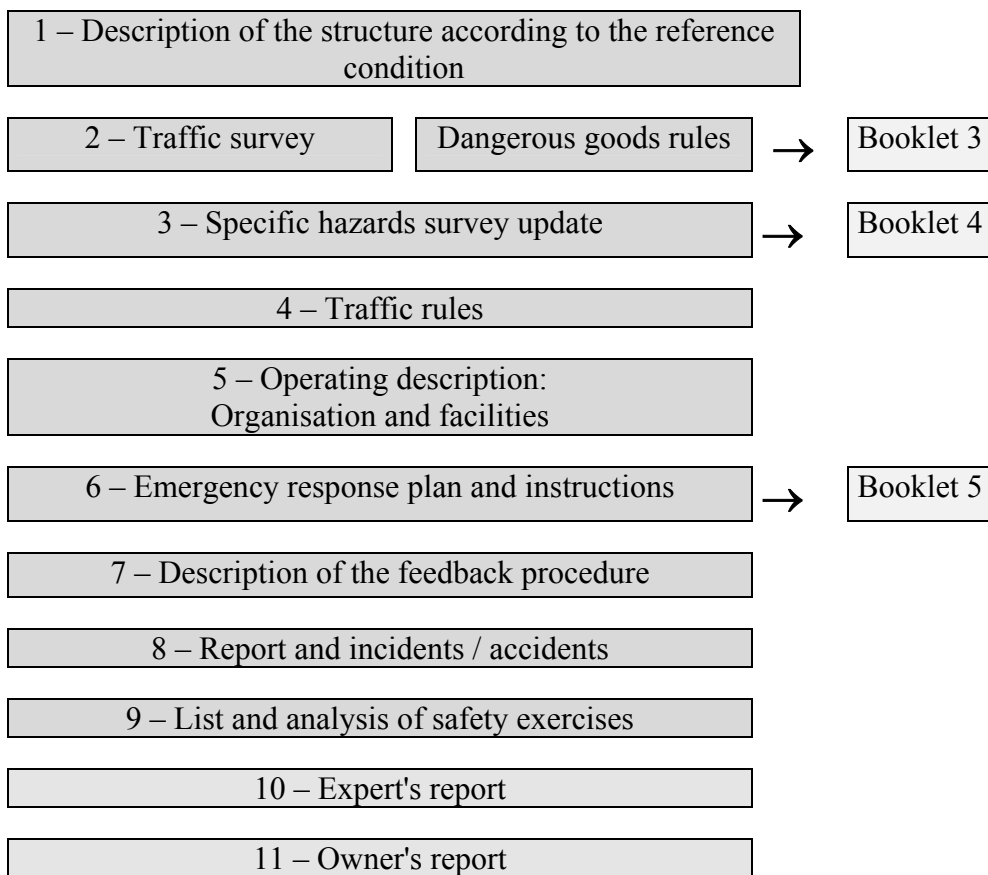 1 – Description of the structure according to the reference
condition
2 – Traffic survey
Dangerous goods rules
→
Booklet 3
3 – Specific hazards survey update
→
Booklet 4
4 – Traffic rules
5 – Operating description:
Organisation and facilities
6 – Emergency response plan and instructions
→
Booklet 5
7 – Description of the feedback procedure
8 – Report and incidents / accidents
9 – List and analysis of safety exercises
10 – Expert's report
11 – Owner's report